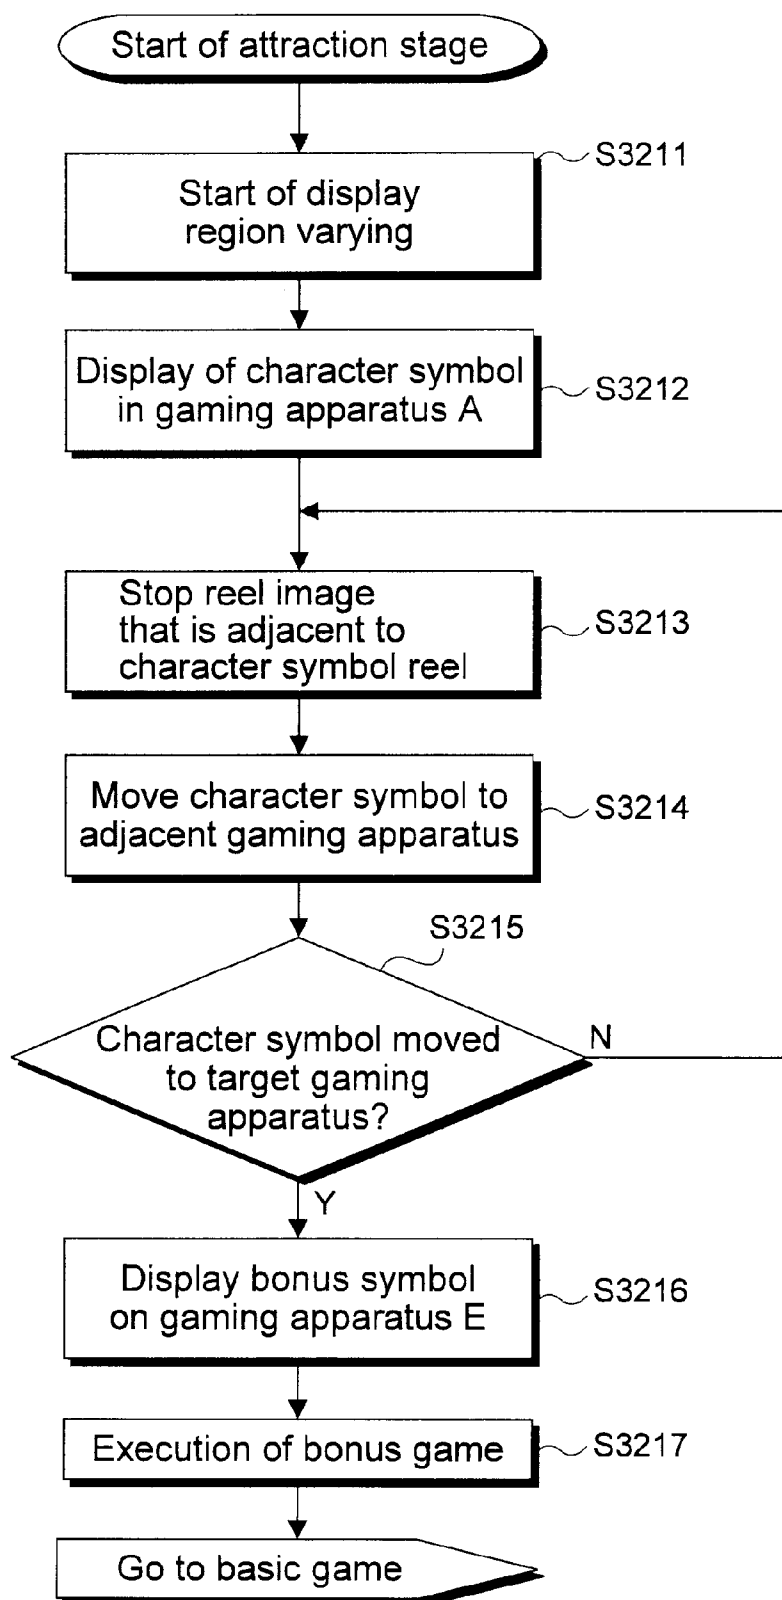 Start of attraction stage
S3211
Start of display
region varying
Display of character symbol
in gaming apparatus A
S3212
Stop reel image
that is adjacent to
character symbol reel
S3213
Move character symbol to
adjacent gaming apparatus
S3214
S3215
Character symbol moved
to target gaming
apparatus?
N
Y
Display bonus symbol
on gaming apparatus E
S3216
Execution of bonus game
S3217
Go to basic game